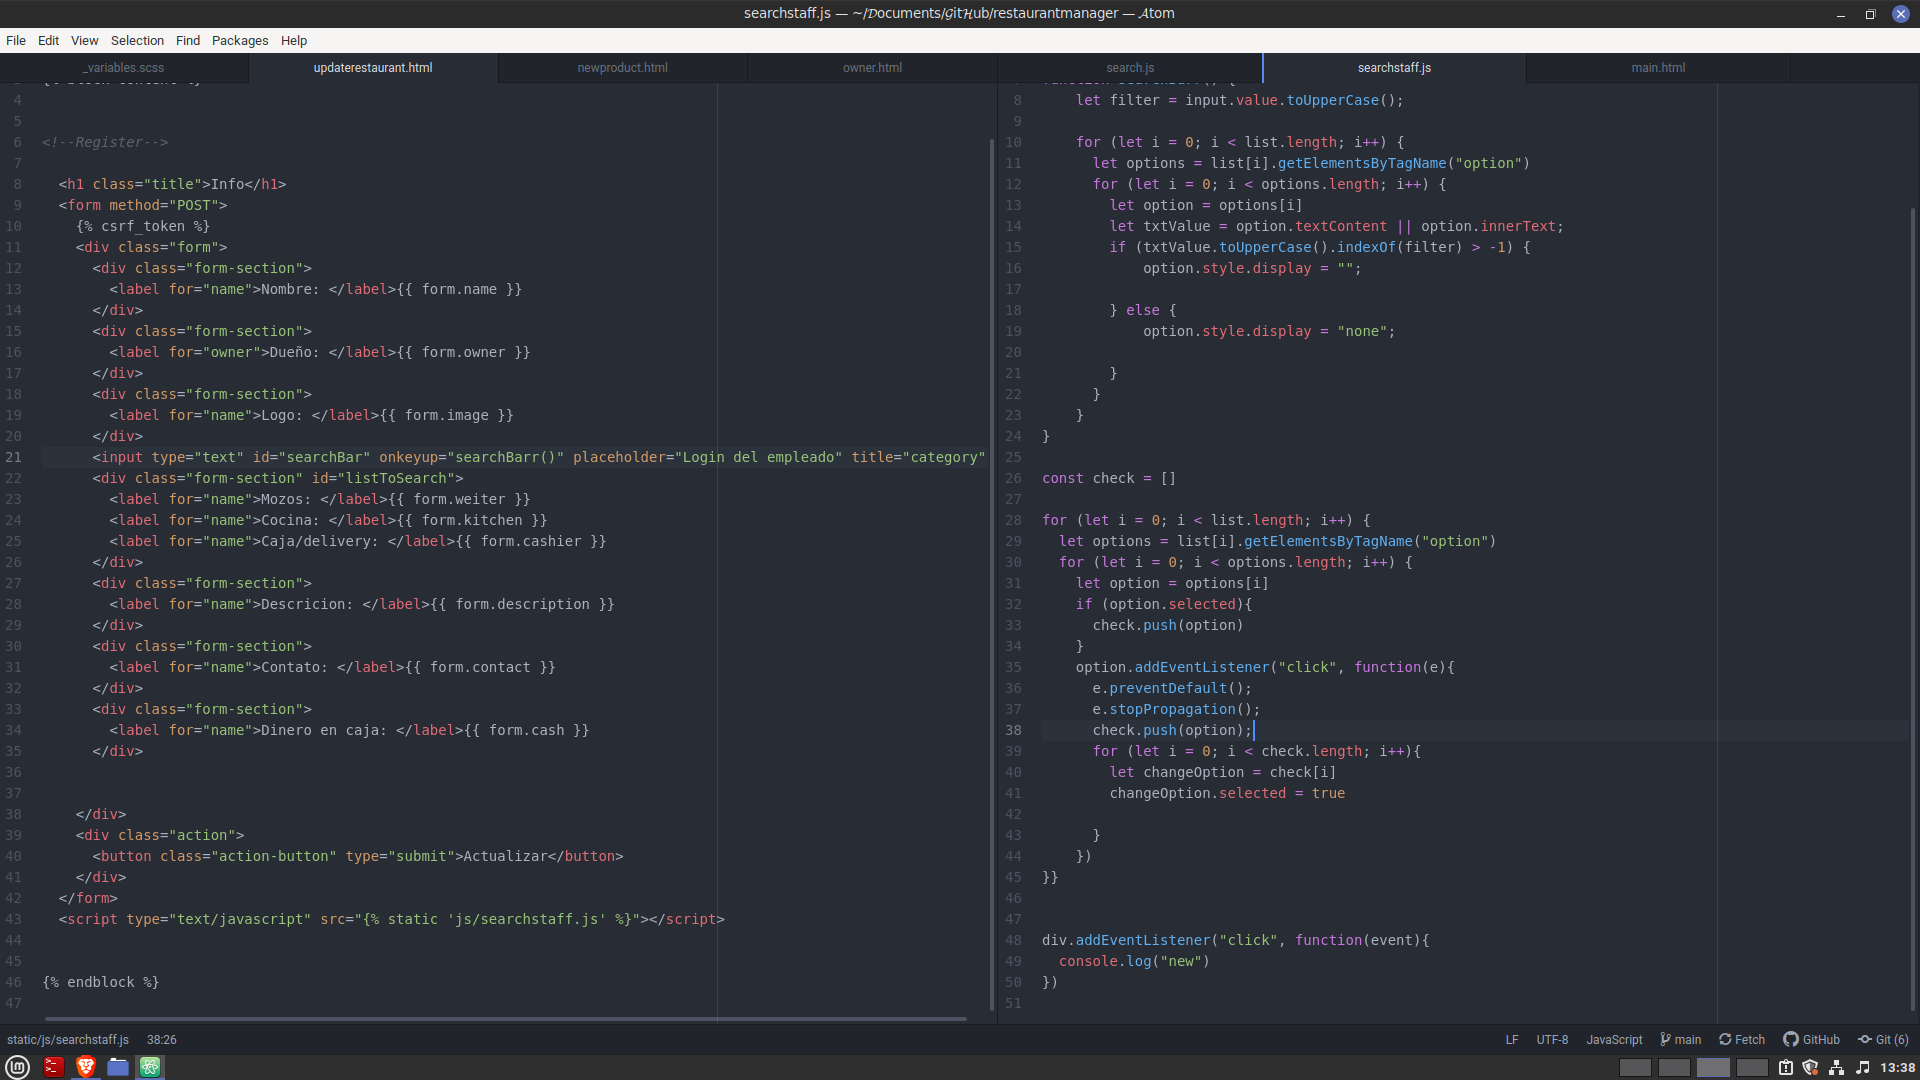 searchstaff.js — ~/𝓓ocuments/𝓖it𝓗ub/restaurantmanager — 𝓐tom
File Edit View Selection Find Packages Help
_variables.scss updaterestaurant.html newproduct.html owner.html search.js searchstaff.js main.html
4
5
6 <!--Register-->
7
8 <h1 class="title">Info</h1>
9 <form method="POST">
10 {% csrf_token %}
11 <div class="form">
12 <div class="form-section">
13 <label for="name">Nombre: </label>{{ form.name }}
14 </div>
15 <div class="form-section">
16 <label for="owner">Dueño: </label>{{ form.owner }}
17 </div>
18 <div class="form-section">
19 <label for="name">Logo: </label>{{ form.image }}
20 </div>
21 <input type="text" id="searchBar" onkeyup="searchBarr()" placeholder="Login del empleado" title="category"
22 <div class="form-section" id="listToSearch">
23 <label for="name">Mozos: </label>{{ form.weiter }}
24 <label for="name">Cocina: </label>{{ form.kitchen }}
25 <label for="name">Caja/delivery: </label>{{ form.cashier }}
26 </div>
27 <div class="form-section">
28 <label for="name">Descricion: </label>{{ form.description }}
29 </div>
30 <div class="form-section">
31 <label for="name">Contato: </label>{{ form.contact }}
32 </div>
33 <div class="form-section">
34 <label for="name">Dinero en caja: </label>{{ form.cash }}
35 </div>
36
37
38 </div>
39 <div class="action">
40 <button class="action-button" type="submit">Actualizar</button>
41 </div>
42 </form>
43 <script type="text/javascript" src="{% static 'js/searchstaff.js' %}"></script>
44
45
46 {% endblock %}
47
8 let filter = input.value.toUpperCase();
9
10 for (let i = 0; i < list.length; i++) {
11 let options = list[i].getElementsByTagName("option")
12 for (let i = 0; i < options.length; i++) {
13 let option = options[i]
14 let txtValue = option.textContent || option.innerText;
15 if (txtValue.toUpperCase().indexOf(filter) > -1) {
16 option.style.display = "";
17
18 } else {
19 option.style.display = "none";
20
21 }
22 }
23 }
24 }
25
26 const check = []
27
28 for (let i = 0; i < list.length; i++) {
29 let options = list[i].getElementsByTagName("option")
30 for (let i = 0; i < options.length; i++) {
31 let option = options[i]
32 if (option.selected){
33 check.push(option)
34 }
35 option.addEventListener("click", function(e){
36 e.preventDefault();
37 e.stopPropagation();
38 check.push(option);
39 for (let i = 0; i < check.length; i++){
40 let changeOption = check[i]
41 changeOption.selected = true
42
43 }
44 })
45 }}
46
47
48 div.addEventListener("click", function(event){
49 console.log("new")
50 })
51
static/js/searchstaff.js 38:26 LF UTF-8 JavaScript main Fetch GitHub Git (6)
13:38